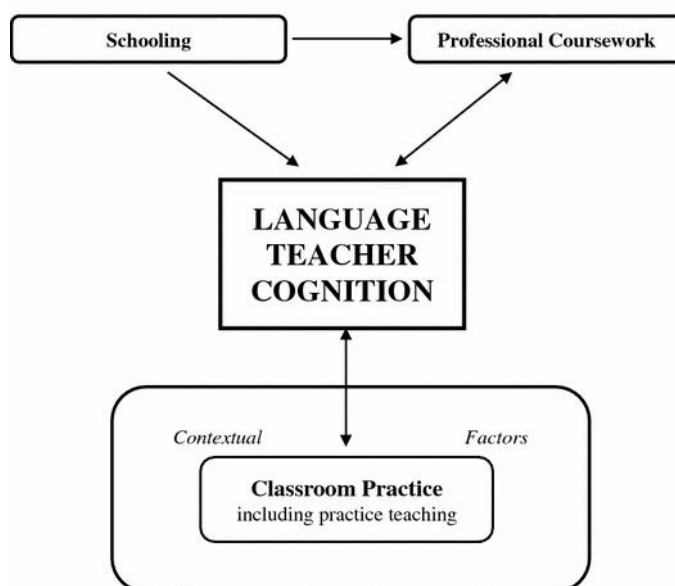 Schooling
Professional Coursework
LANGUAGE
TEACHER
COGNITION
Contextual Factors
Classroom Practice
including practice teaching